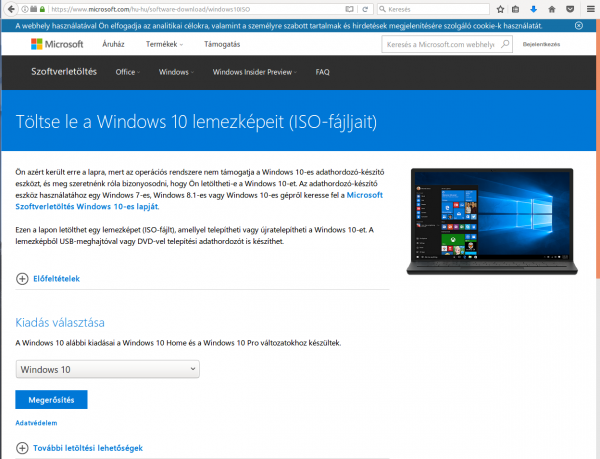 https://www.microsoft.com/hu-hu/software-download/windows10ISO
Keresés
A webhely használatával Ön elfogadja az analitikai célokra, valamint a személyre szabott tartalmak és hirdetések megjelenítésére szolgáló cookie-k használatát.
Microsoft Áruház Termékek Támogatás Keresés a Microsoft.com webhelyen Bejelentkezés
Szoftverletöltés Office Windows Windows Insider Preview FAQ
Töltse le a Windows 10 lemezképeit (ISO-fájljait)
Ön azért került erre a lapra, mert az operációs rendszere nem támogatja a Windows 10-es adathordozó-készítő
eszközt, és meg szeretnénk róla bizonyosodni, hogy Ön letöltheti-e a Windows 10-et. Az adathordozó-készítő
eszköz használatához egy Windows 7-es, Windows 8.1-es vagy Windows 10-es gépről keresse fel a Microsoft
Szoftverletöltés Windows 10-es lapját.
Ezen a lapon letölthet egy lemezképet (ISO-fájlt), amellyel telepítheti vagy újratelepítheti a Windows 10-et. A
lemezképből USB-meghajtóval vagy DVD-vel telepítési adathordozót is készíthet.
Előfeltételek
Kiadás választása
A Windows 10 alábbi kiadásai a Windows 10 Home és a Windows 10 Pro változatokhoz készültek.
Windows 10
Megerősítés
Adatvédelem
További letöltési lehetőségek